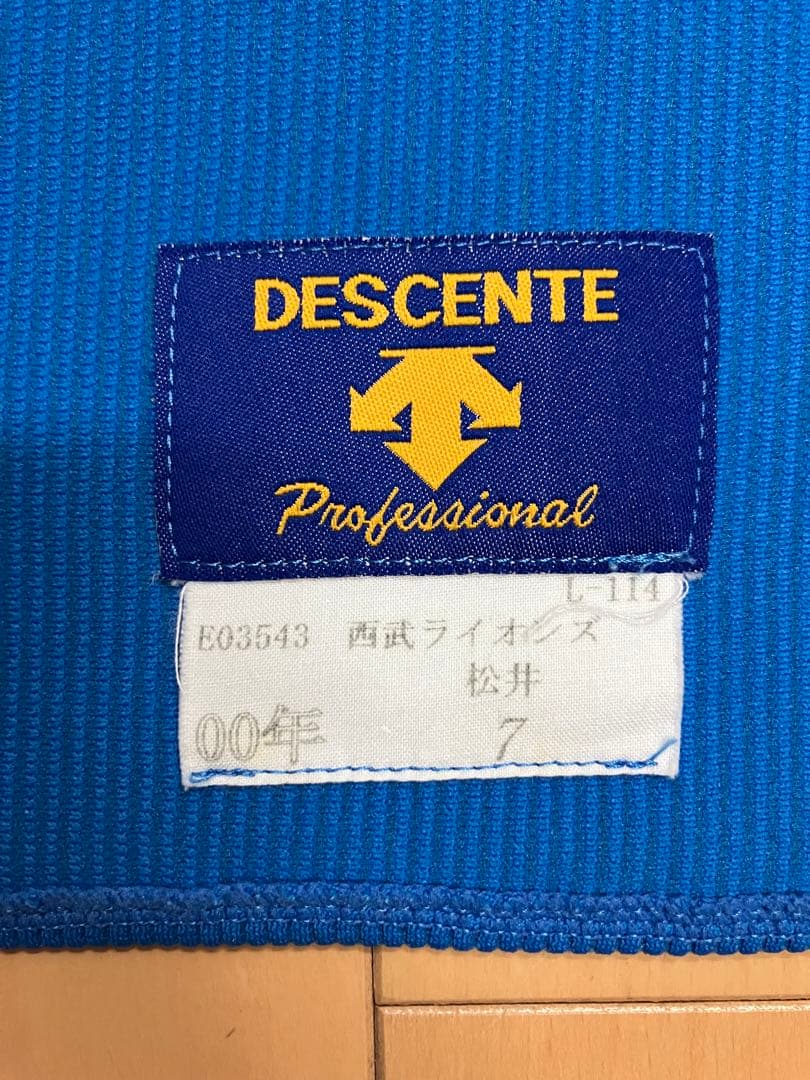 DESCENTE
Professional
L-114
E03543 西武ライオンズ
松井
00年 7